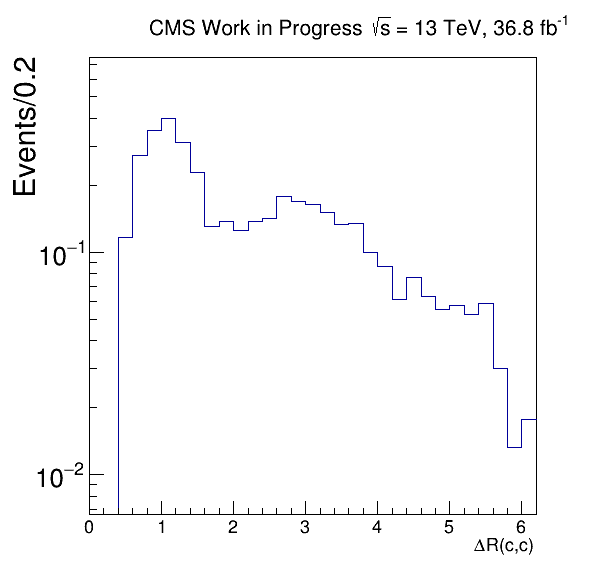 CMS Work in Progress √s = 13 TeV, 36.8 fb⁻¹
Events/0.2
10⁻¹
10⁻²
0 1 2 3 4 5 6
ΔR(c,c)